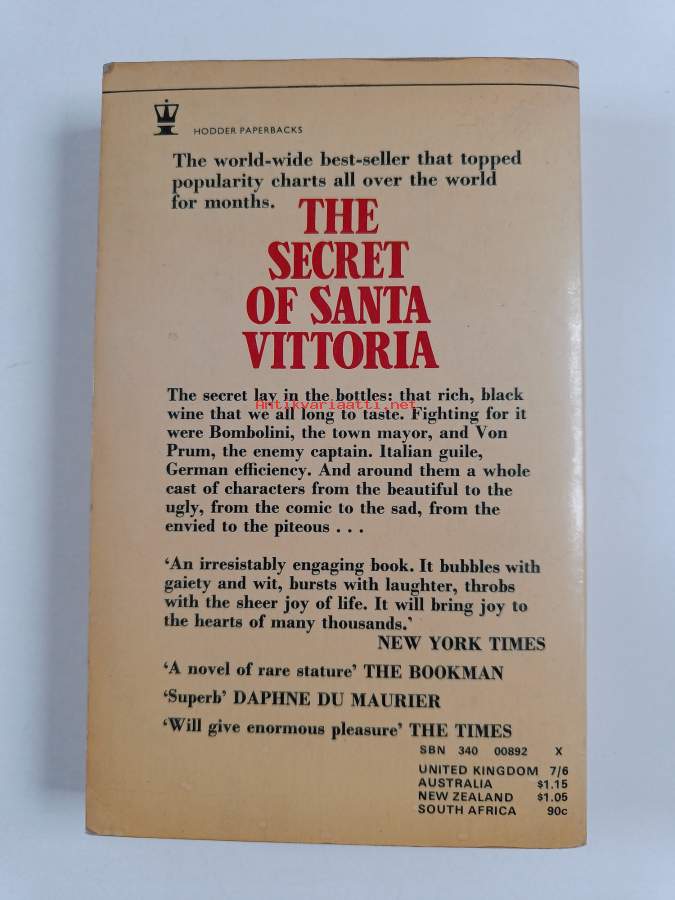 HODDER PAPERBACKS
The world-wide best-seller that topped
popularity charts all over the world
for months.
THE
SECRET
OF SANTA
VITTORIA
The secret lay in the bottles: that rich, black
Antikvariaatti.net
wine that we all long to taste. Fighting for it
were Bombolini, the town mayor, and Von
Prum, the enemy captain. Italian guile,
German efficiency. And around them a whole
cast of characters from the beautiful to the
ugly, from the comic to the sad, from the
envied to the piteous . . .
‘An irresistably engaging book. It bubbles with
gaiety and wit, bursts with laughter, throbs
with the sheer joy of life. It will bring joy to
the hearts of many thousands.’
NEW YORK TIMES
‘A novel of rare stature’ THE BOOKMAN
‘Superb’ DAPHNE DU MAURIER
‘Will give enormous pleasure’ THE TIMES
SBN 340 00892 X
UNITED KINGDOM 7/6
AUSTRALIA $1.15
NEW ZEALAND $1.05
SOUTH AFRICA 90c